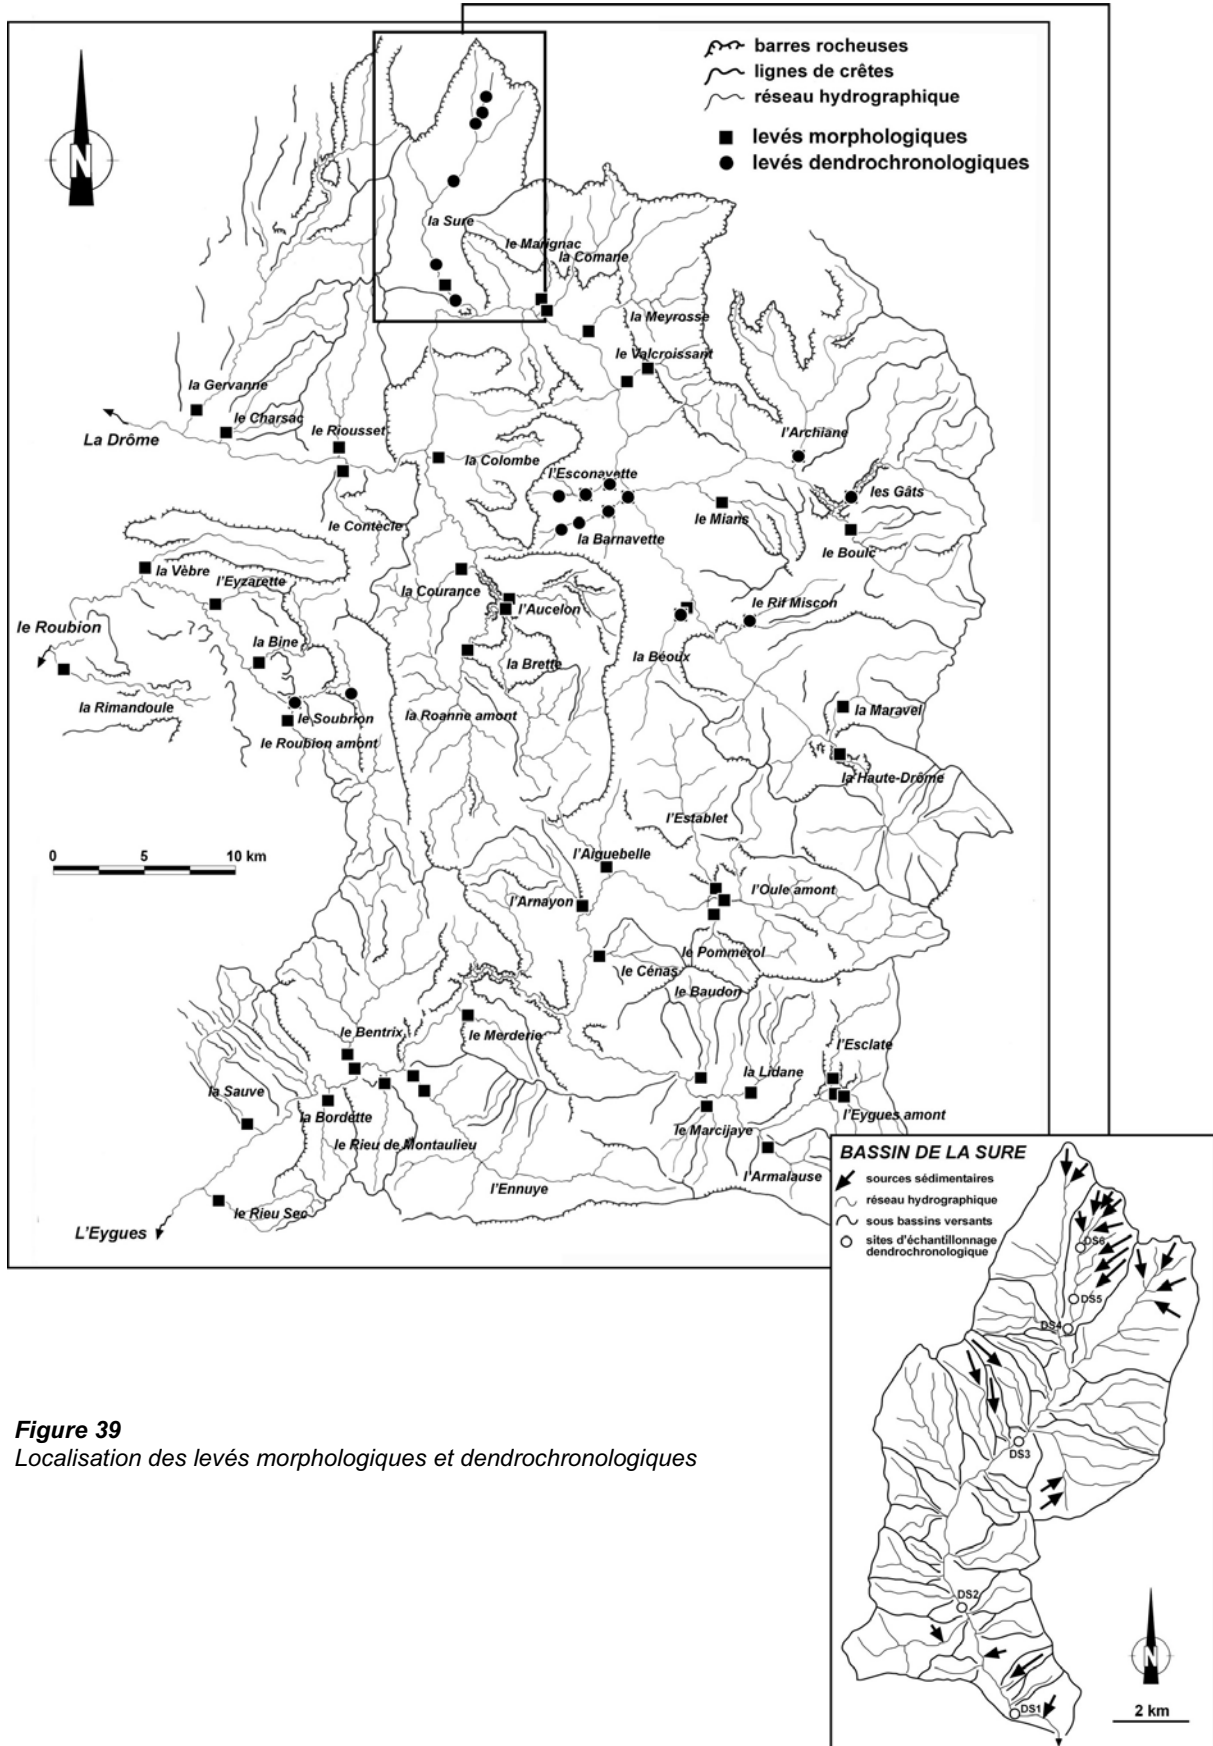 barres rocheuses
lignes de crêtes
réseau hydrographique
levés morphologiques
levés dendrochronologiques
N
la Sure
le Marignac
la Comane
la Meyrosse
le Valcroissant
la Gervanne
le Charsac
La Drôme
le Riousset
l'Archiane
la Colombe
l'Esconavette
les Gâts
le Mians
le Contècle
la Barnavette
le Boulc
la Vèbre
l'Eyzarette
la Courance
l'Aucelon
le Rif Miscon
le Roubion
la Bine
la Brette
la Béoux
la Rimandoule
le Soubrion
la Roanne amont
la Maravel
le Roubion amont
la Haute-Drôme
l'Establet
0 5 10 km
l'Aiguebelle
l'Oule amont
l'Arnayon
le Pommerol
le Cénas
le Baudon
le Bentrix
le Merderie
l'Esclate
la Sauve
la Lidane
la Bordette
l'Eygues amont
le Rieu de Montaulieu
le Marcijaye
l'Armalause
l'Ennuye
le Rieu Sec
L'Eygues
BASSIN DE LA SURE
sources sédimentaires
réseau hydrographique
sous bassins versants
sites d'échantillonnage
dendrochronologique
DS6
DS5
DS4
DS3
DS2
DS1
N
2 km
Figure 39
Localisation des levés morphologiques et dendrochronologiques